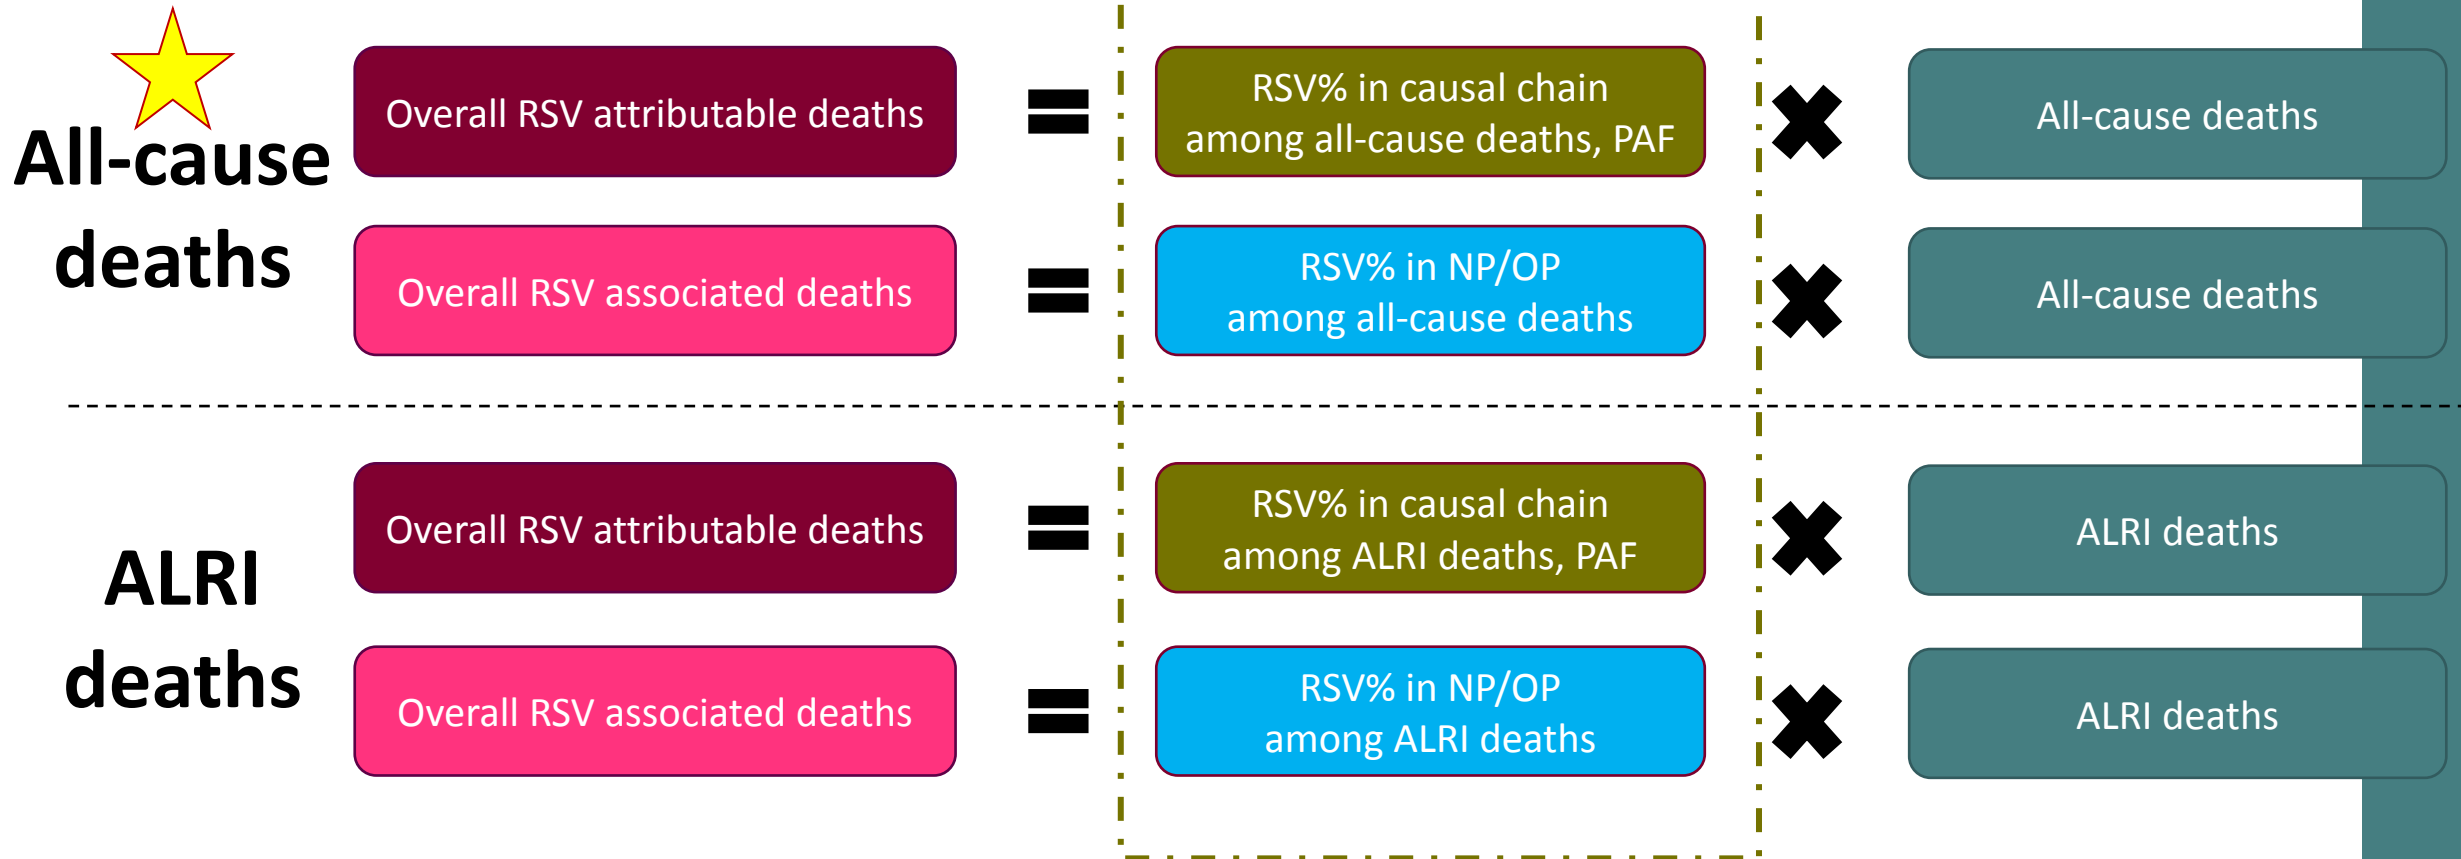 All-cause
deaths
Overall RSV attributable deaths
RSV% in causal chain
among all-cause deaths, PAF
All-cause deaths
Overall RSV associated deaths
RSV% in NP/OP
among all-cause deaths
All-cause deaths
ALRI
deaths
Overall RSV attributable deaths
RSV% in causal chain
among ALRI deaths, PAF
ALRI deaths
Overall RSV associated deaths
RSV% in NP/OP
among ALRI deaths
ALRI deaths